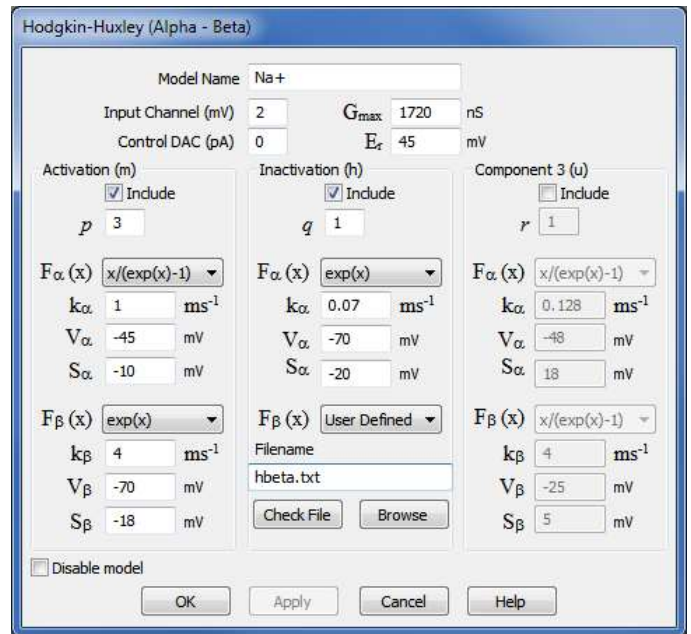 Hodgkin-Huxley (Alpha - Beta)
Model Name Na+
Input Channel (mV) 2 Gmax 1720 nS
Control DAC (pA) 0 Er 45 mV
Activation (m) Inactivation (h) Component 3 (u)
Include Include Include
p 3 q 1 r 1
Fα (x) x/(exp(x)-1) Fα (x) exp(x) Fα (x) x/(exp(x)-1)
kα 1 ms-1 kα 0.07 ms-1 kα 0.128 ms-1
Vα -45 mV Vα -70 mV Vα -48 mV
Sα -10 mV Sα -20 mV Sα 18 mV
Fβ (x) exp(x) Fβ (x) User Defined Fβ (x) x/(exp(x)-1)
kβ 4 ms-1 Filename kβ 4 ms-1
Vβ -70 mV hbeta.txt Vβ -25 mV
Sβ -18 mV Check File Browse Sβ 5 mV
Disable model
OK Apply Cancel Help